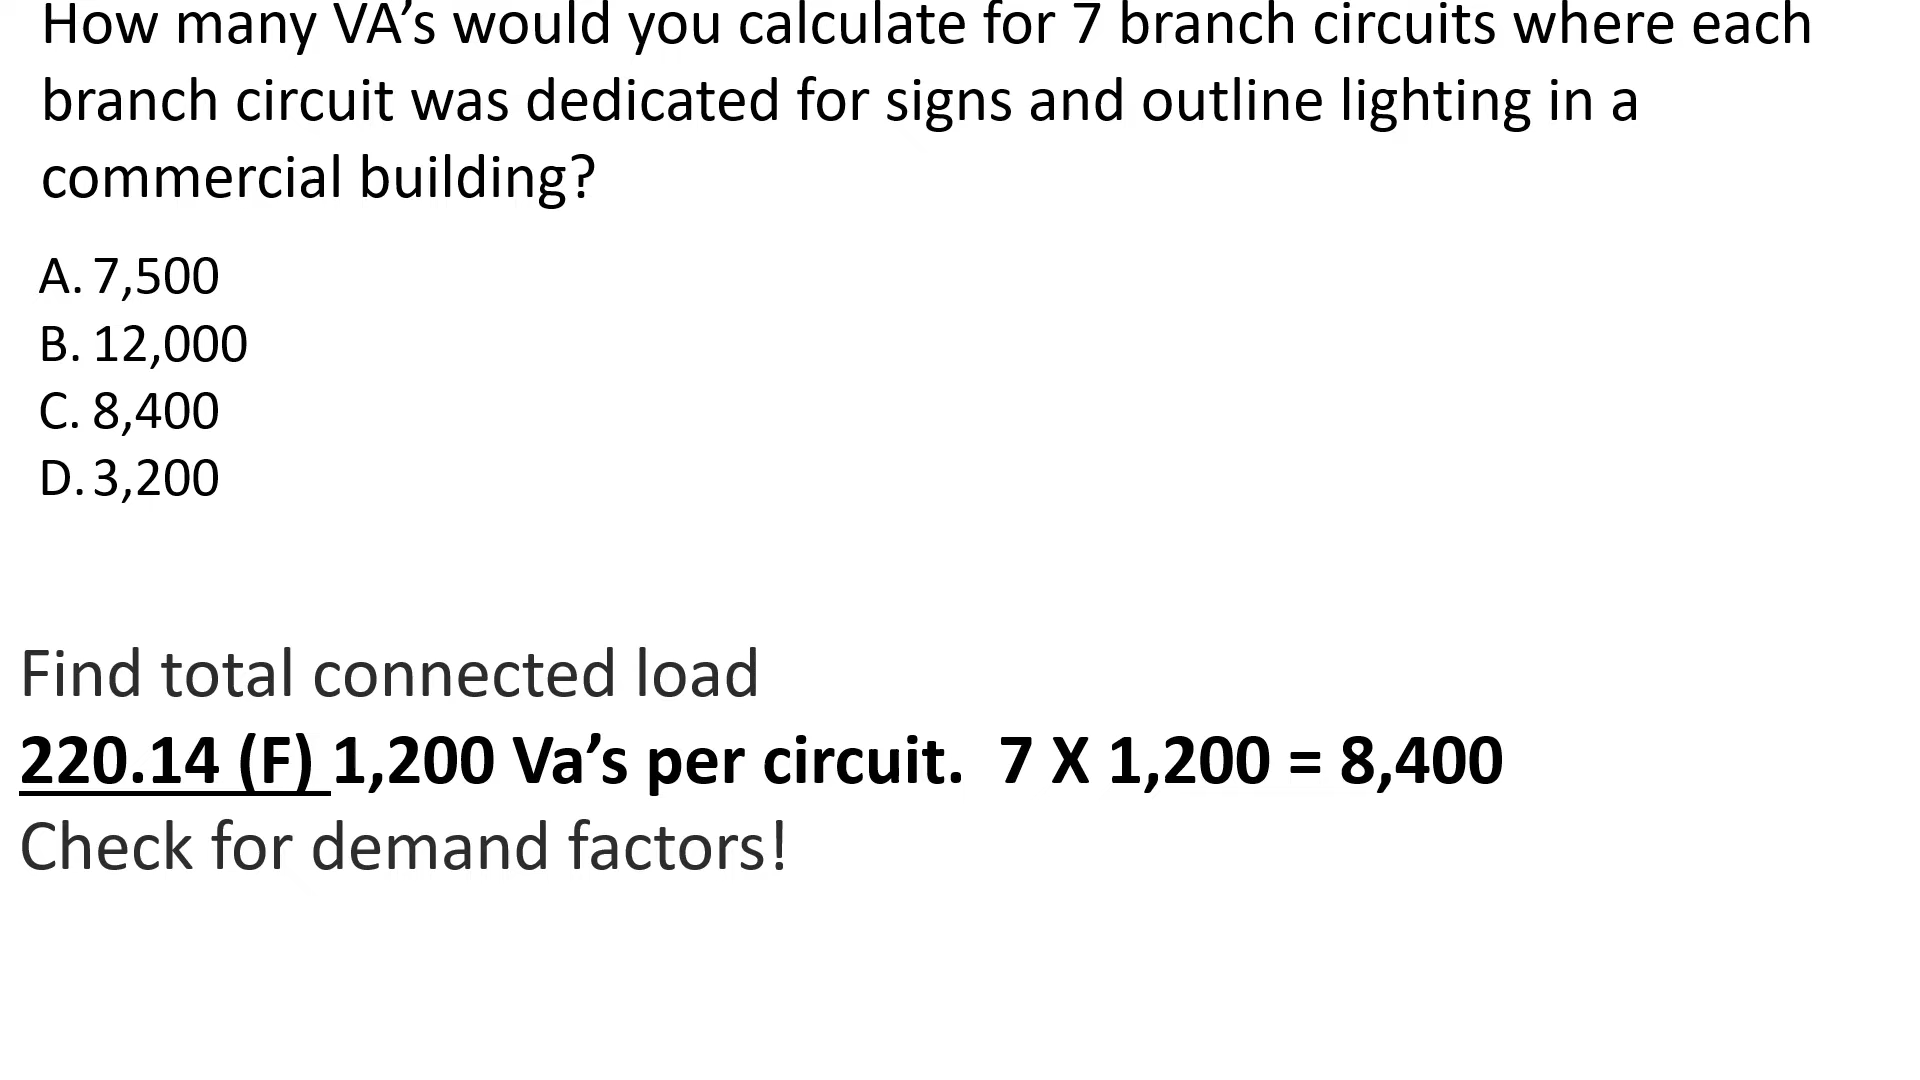 How many VA’s would you calculate for 7 branch circuits where each
branch circuit was dedicated for signs and outline lighting in a
commercial building?
A. 7,500
B. 12,000
C. 8,400
D. 3,200
Find total connected load
220.14 (F) 1,200 Va’s per circuit. 7 X 1,200 = 8,400
Check for demand factors!